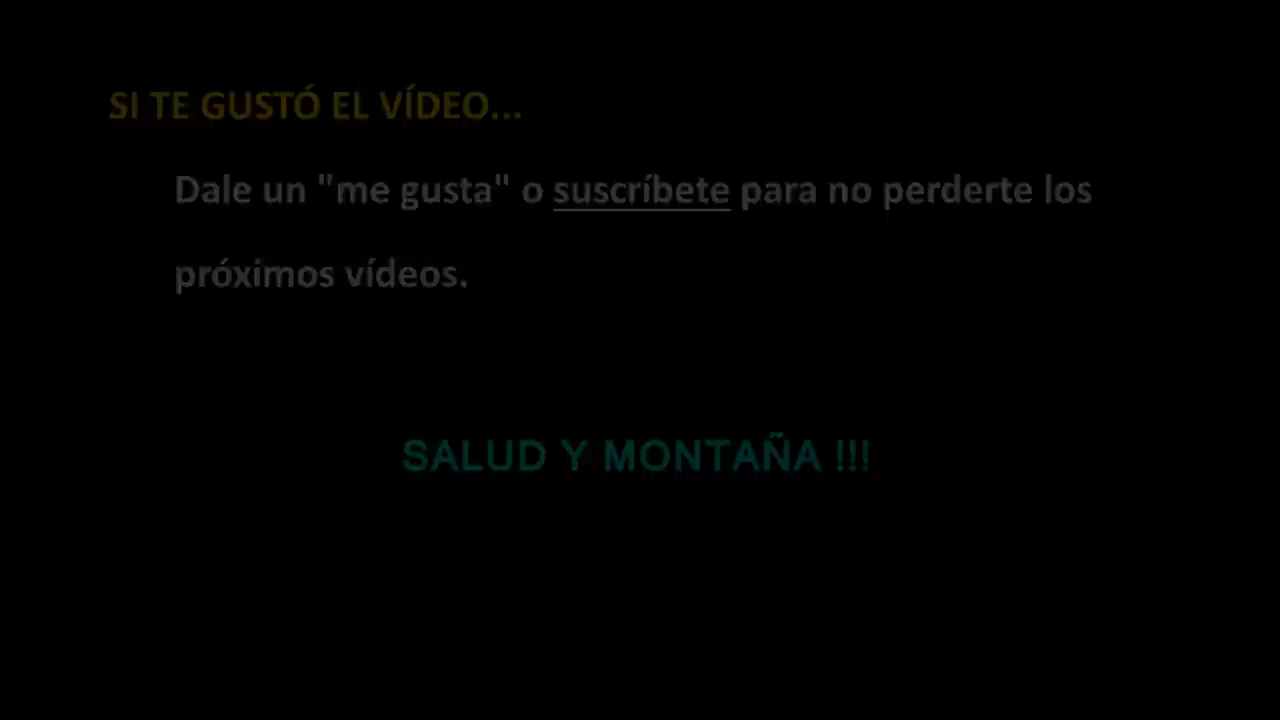 SI TE GUSTÓ EL VÍDEO...
Dale un "me gusta" o suscríbete para no perderte los
próximos vídeos.
SALUD Y MONTAÑA !!!